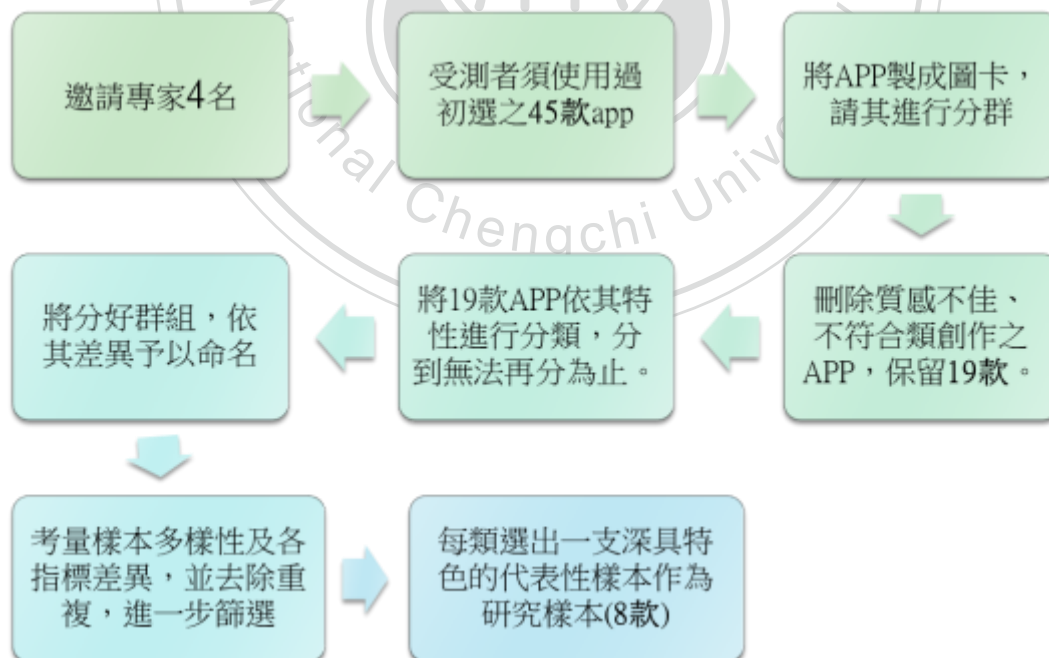 邀請專家4名
受測者須使用過
初選之45款app
將APP製成圖卡，
請其進行分群
刪除質感不佳、
不符合類創作之
APP，保留19款。
將19款APP依其特
性進行分類，分
到無法再分為止。
將分好群組，依
其差異予以命名
考量樣本多樣性及各
指標差異，並去除重
複，進一步篩選
每類選出一支深具特
色的代表性樣本作為
研究樣本(8款)
Chengchi Univ